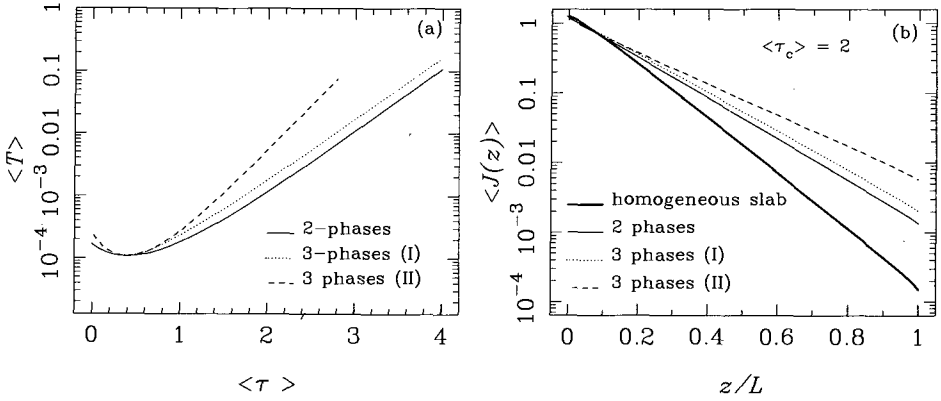 (a)
1
0.1
0.01
10⁻³
10⁻⁴
<T>
2-phases
3-phases (I)
3 phases (II)
0 1 2 3 4
<τ >
(b)
<τc> = 2
1
0.1
0.01
10⁻³
10⁻⁴
<J(z)>
homogeneous slab
2 phases
3 phases (I)
3 phases (II)
0 0.2 0.4 0.6 0.8 1
z/L